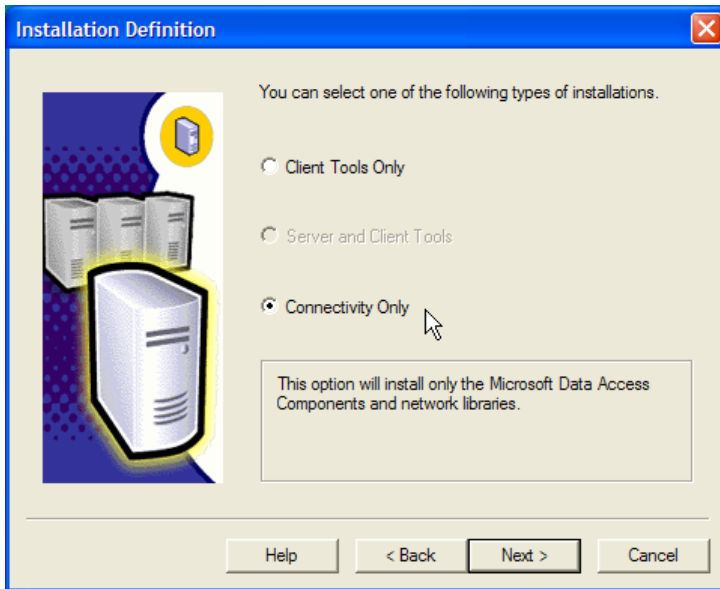 Installation Definition
You can select one of the following types of installations.
Client Tools Only
Server and Client Tools
Connectivity Only
This option will install only the Microsoft Data Access
Components and network libraries.
Help
< Back
Next >
Cancel